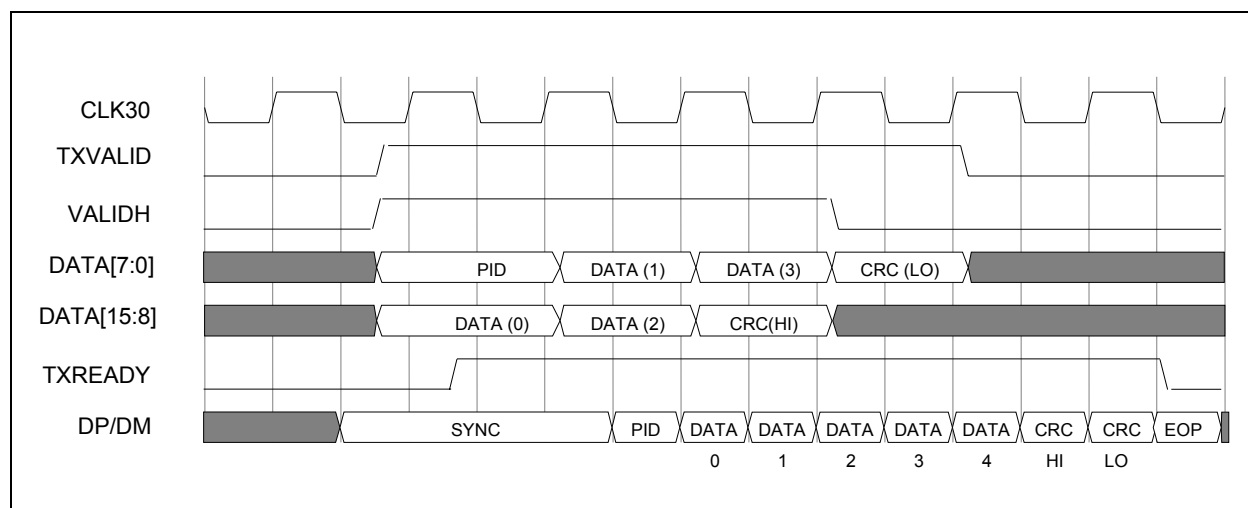 CLK30
TXVALID
VALIDH
DATA[7:0] PID DATA (1) DATA (3) CRC (LO)
DATA[15:8] DATA (0) DATA (2) CRC(HI)
TXREADY
DP/DM SYNC PID DATA DATA DATA DATA DATA CRC CRC EOP
0 1 2 3 4 HI LO